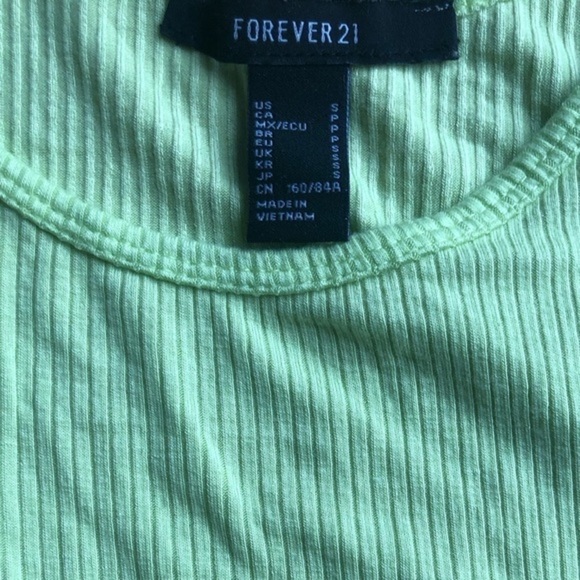 FOREVER 21
US S
CA P
MX/ECU P
BR P
EU S
UK S
KR S
JP S
CN 160/84A
MADE IN
VIETNAM